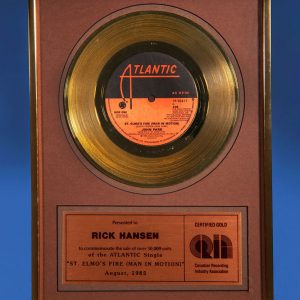 ATLANTIC
45 RPM
ST. ELMO'S FIRE (MAN IN MOTION)
JOHN PARR
Presented to
RICK HANSEN
to commemorate the sale of over 50,000 units
of the ATLANTIC Single
"ST. ELMO'S FIRE (MAN IN MOTION)"
August, 1985
CERTIFIED GOLD
Canadian Recording
Industry Association